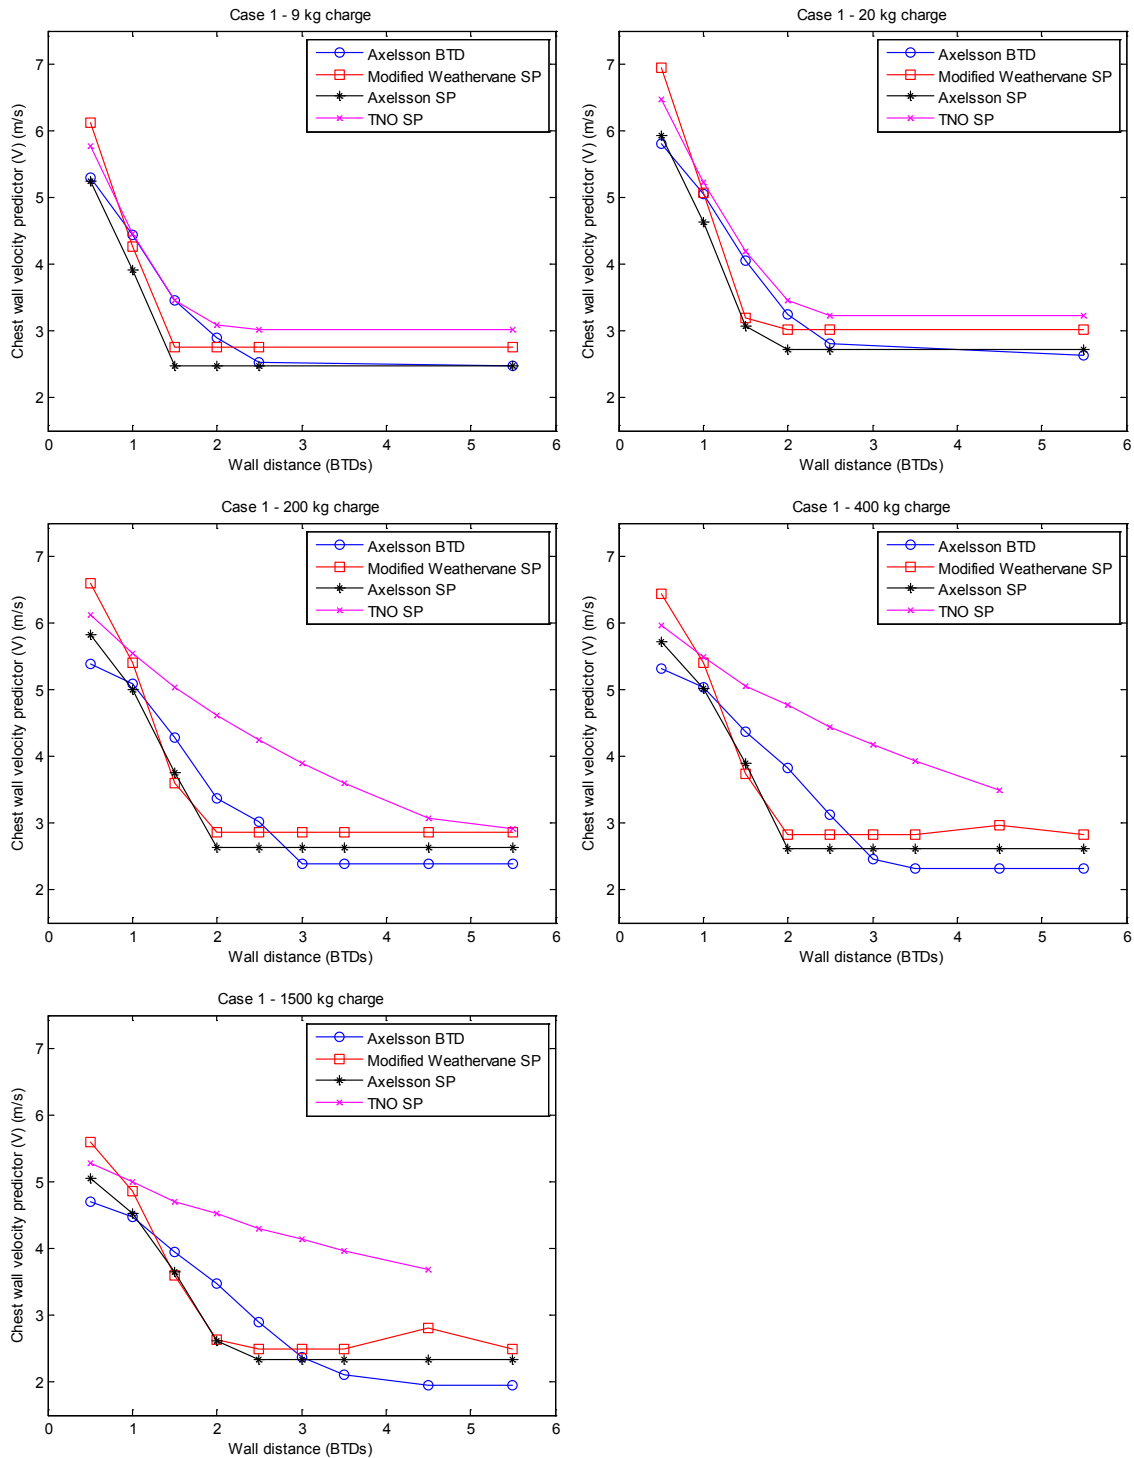 Case 1 - 9 kg charge
7
6
5
4
3
2
0 1 2 3 4 5 6
Chest wall velocity predictor (V) (m/s)
Wall distance (BTDs)
Axelsson BTD
Modified Weathervane SP
Axelsson SP
TNO SP
Case 1 - 20 kg charge
7
6
5
4
3
2
0 1 2 3 4 5 6
Chest wall velocity predictor (V) (m/s)
Wall distance (BTDs)
Axelsson BTD
Modified Weathervane SP
Axelsson SP
TNO SP
Case 1 - 200 kg charge
7
6
5
4
3
2
0 1 2 3 4 5 6
Chest wall velocity predictor (V) (m/s)
Wall distance (BTDs)
Axelsson BTD
Modified Weathervane SP
Axelsson SP
TNO SP
Case 1 - 400 kg charge
7
6
5
4
3
2
0 1 2 3 4 5 6
Chest wall velocity predictor (V) (m/s)
Wall distance (BTDs)
Axelsson BTD
Modified Weathervane SP
Axelsson SP
TNO SP
Case 1 - 1500 kg charge
7
6
5
4
3
2
0 1 2 3 4 5 6
Chest wall velocity predictor (V) (m/s)
Wall distance (BTDs)
Axelsson BTD
Modified Weathervane SP
Axelsson SP
TNO SP